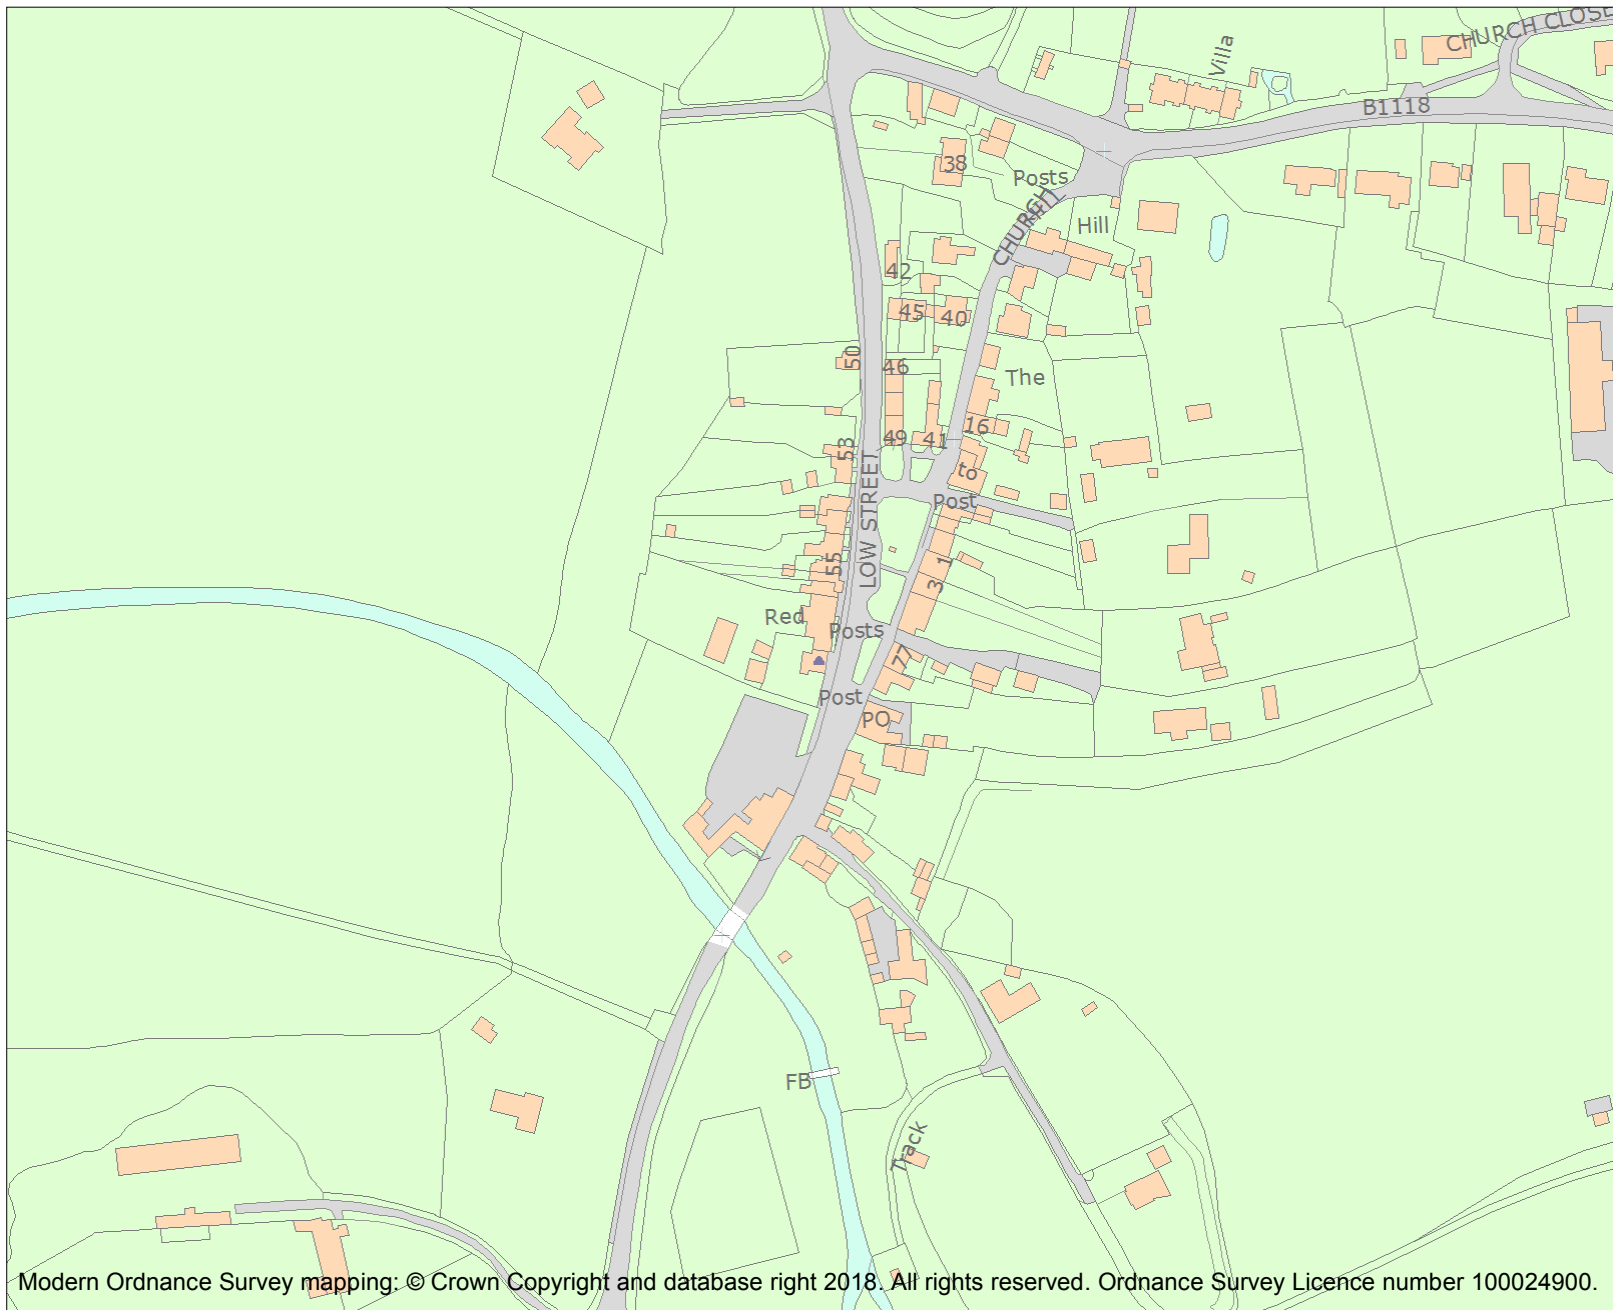 CHURCH CLOSE
Villa
B1118
38
Posts
CHURCH
HILL
Hill
42
45
40
50
46
The
16
49
41
53
to
Post
LOW STREET
55
1
3
Red
Posts
77
Post
PO
FB
Track
Modern Ordnance Survey mapping: © Crown Copyright and database right 2018. All rights reserved. Ordnance Survey Licence number 100024900.